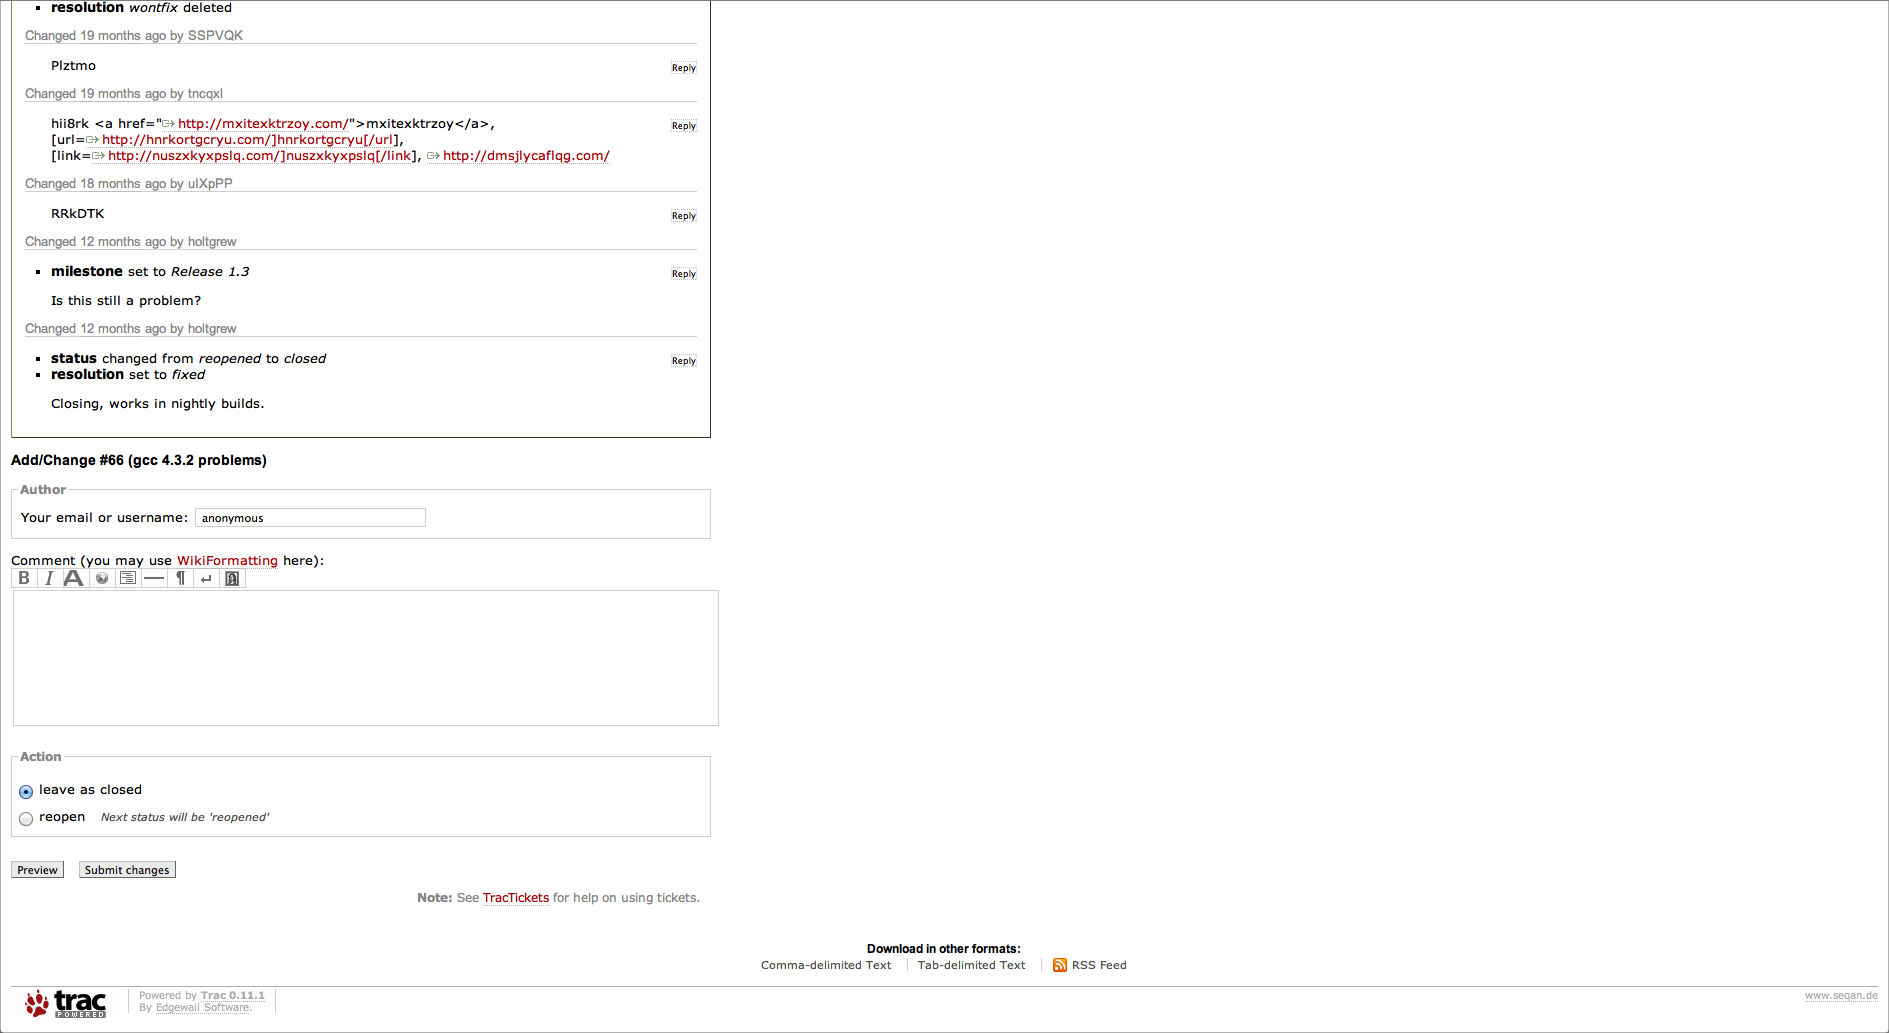 resolution wontfix deleted
Changed 19 months ago by SSPVQK
Plztmo
Reply
Changed 19 months ago by tncqxl
hii8rk <a href="http://mxitexktrzoy.com/">mxitexktrzoy</a>,
Reply
[url=http://hnrkortgcryu.com/]hnrkortgcryu[/url],
[link=http://nuszxkyxpslq.com/]nuszxkyxpslq[/link], http://dmsjlycaflqg.com/
Changed 18 months ago by uIXpPP
RRkDTK
Reply
Changed 12 months ago by holtgrew
milestone set to Release 1.3
Reply
Is this still a problem?
Changed 12 months ago by holtgrew
status changed from reopened to closed
Reply
resolution set to fixed
Closing, works in nightly builds.
Add/Change #66 (gcc 4.3.2 problems)
Author
Your email or username: anonymous
Comment (you may use WikiFormatting here):
B I A ¶ ↵
Action
leave as closed
reopen Next status will be 'reopened'
Preview Submit changes
Note: See TracTickets for help on using tickets.
Download in other formats:
Comma-delimited Text Tab-delimited Text RSS Feed
trac POWERED
Powered by Trac 0.11.1
By Edgewall Software.
www.seqan.de